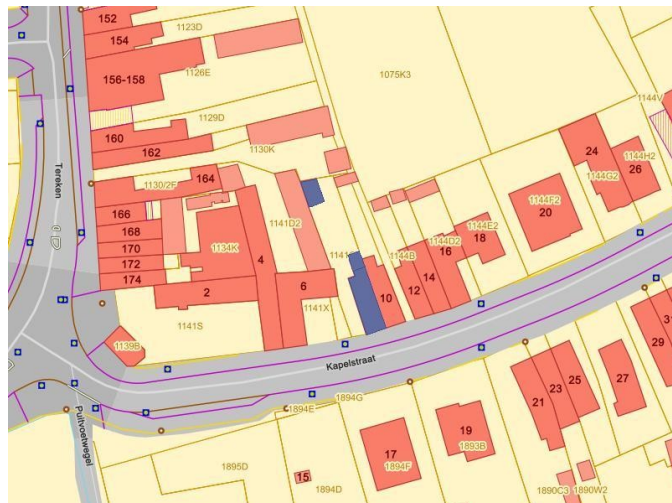 152
1123D
154
156-158
1126E
1075K3
1144V
160
1129D
162
1130K
24
1144H2
1144G2
26
164
1130/2F
Tereken
166
168
170
172
174
1134K
4
1141D2
1144F2
20
1144E2
18
1144D2
16
1144B
14
12
10
6
2
1141X
1141S
1139B
Kapelstraat
31
29
27
25
23
21
1894G
1894E
Puitvoetwegel
19
1893B
17
1894F
15
1894D
1895D
1890C3
1890W2